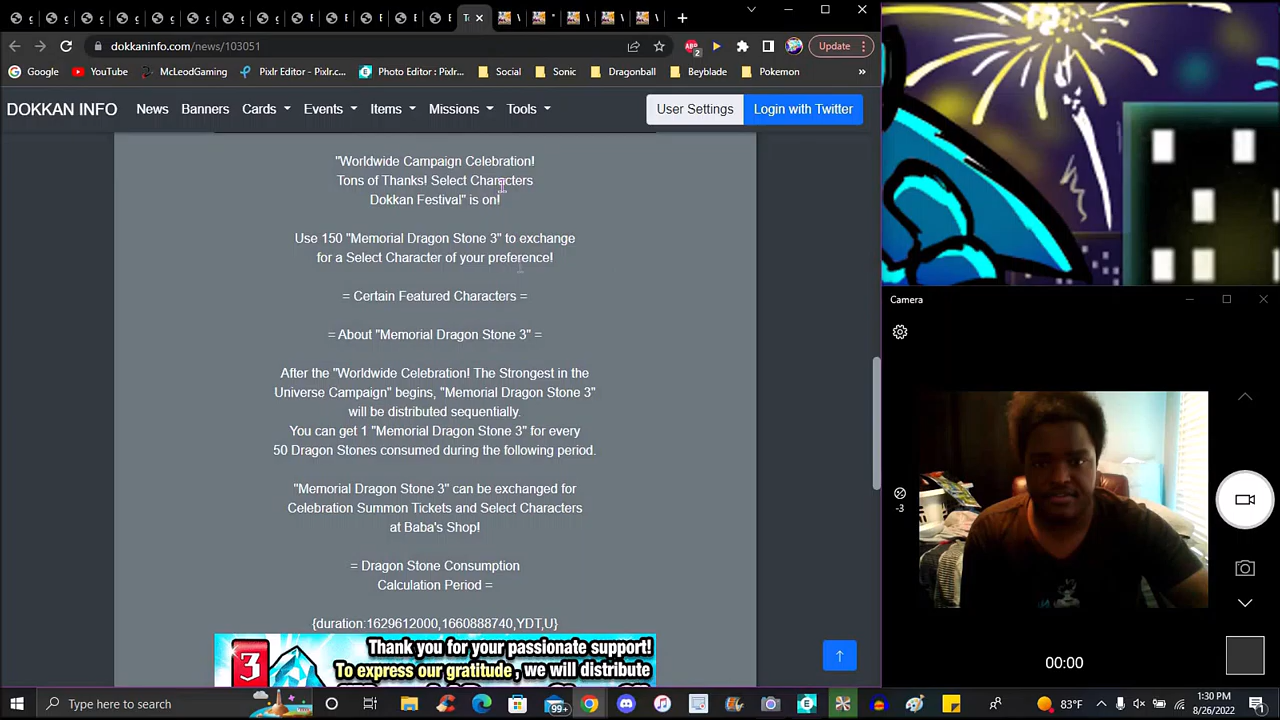 dokkaninfo.com/news/103051
Update
Google
YouTube
McLeodGaming
Pixlr Editor - Pixlr.c...
Photo Editor : Pixlr...
Social
Sonic
Dragonball
Beyblade
Pokemon
DOKKAN INFO
News
Banners
Cards
Events
Items
Missions
Tools
User Settings
Login with Twitter
"Worldwide Campaign Celebration!
Tons of Thanks! Select Characters
Dokkan Festival" is on!
Use 150 "Memorial Dragon Stone 3" to exchange
for a Select Character of your preference!
= Certain Featured Characters =
= About "Memorial Dragon Stone 3" =
After the "Worldwide Celebration! The Strongest in the
Universe Campaign" begins, "Memorial Dragon Stone 3"
will be distributed sequentially.
You can get 1 "Memorial Dragon Stone 3" for every
50 Dragon Stones consumed during the following period.
"Memorial Dragon Stone 3" can be exchanged for
Celebration Summon Tickets and Select Characters
at Baba's Shop!
= Dragon Stone Consumption
Calculation Period =
{duration:1629612000,1660888740,YDT,U}
3
Thank you for your passionate support!
To express our gratitude, we will distribute
Camera
-3
00:00
Type here to search
99+
83°F
1:30 PM
8/26/2022